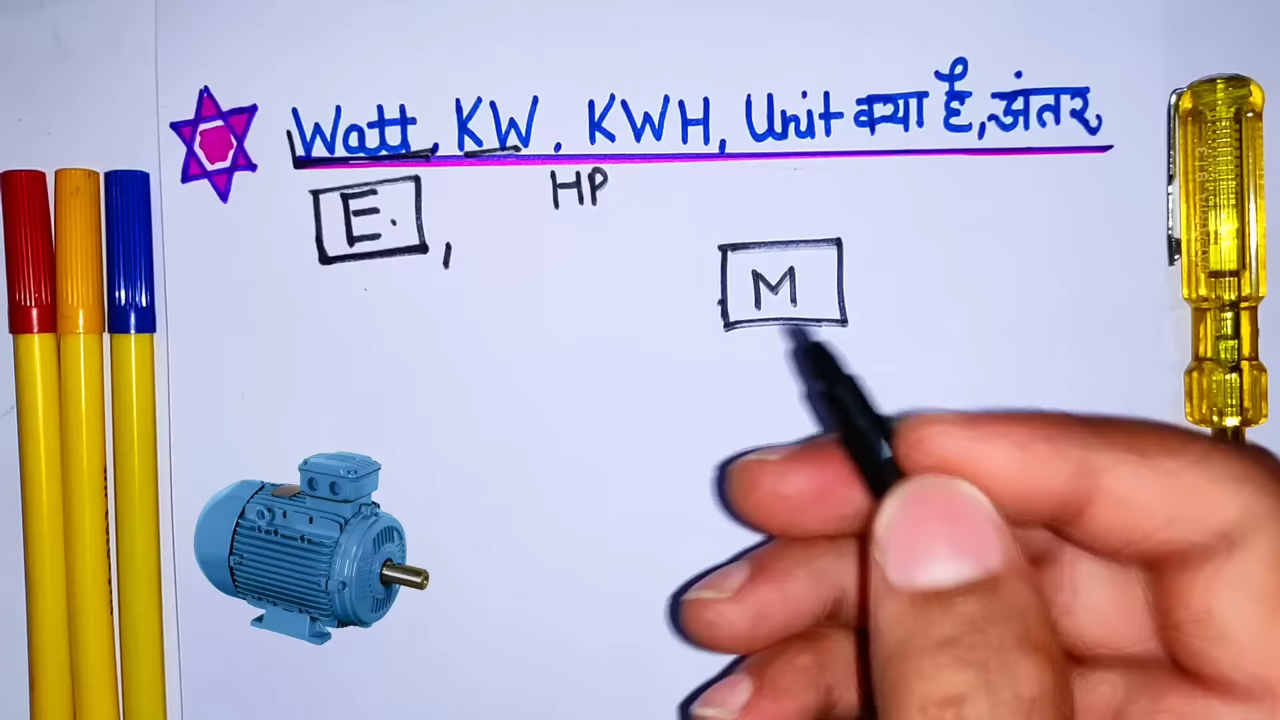 Watt, KW, KWH, Unit क्या है, अंतर
HP
E.,
M